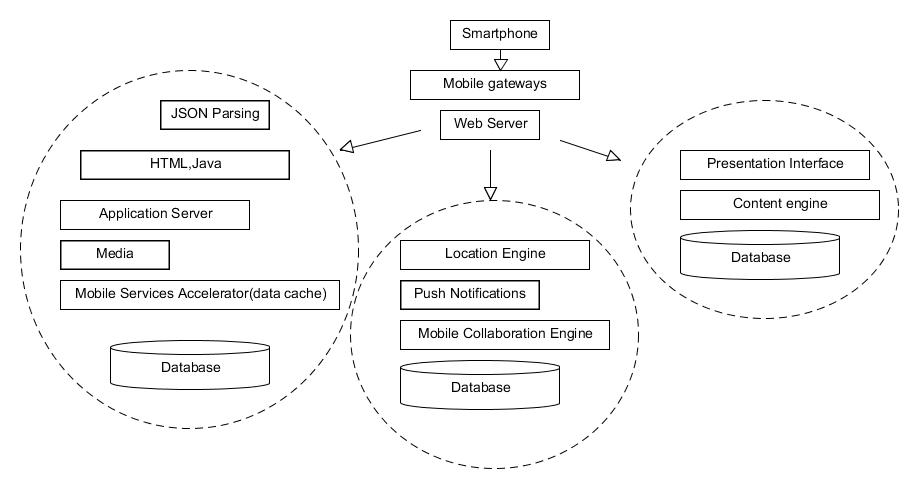 Smartphone
Mobile gateways
Web Server
JSON Parsing
HTML,Java
Application Server
Media
Mobile Services Accelerator(data cache)
Database
Location Engine
Push Notifications
Mobile Collaboration Engine
Database
Presentation Interface
Content engine
Database